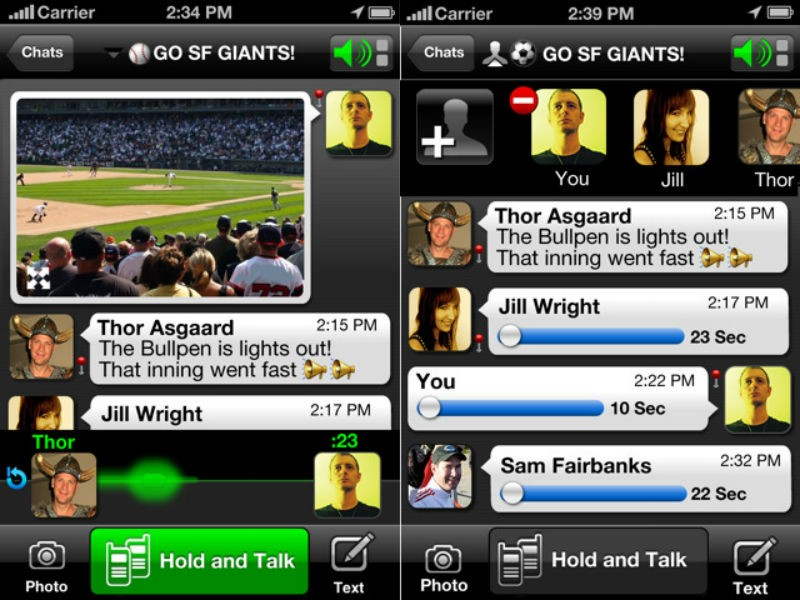 Carrier 2:34 PM
Chats GO SF GIANTS!
Thor Asgaard 2:15 PM
The Bullpen is lights out!
That inning went fast
Jill Wright 2:17 PM
Thor :23
Photo Hold and Talk Text
Carrier 2:39 PM
Chats GO SF GIANTS!
You Jill Thor
Thor Asgaard 2:15 PM
The Bullpen is lights out!
That inning went fast
Jill Wright 2:17 PM
23 Sec
You 2:22 PM
10 Sec
Sam Fairbanks 2:32 PM
22 Sec
Photo Hold and Talk Text